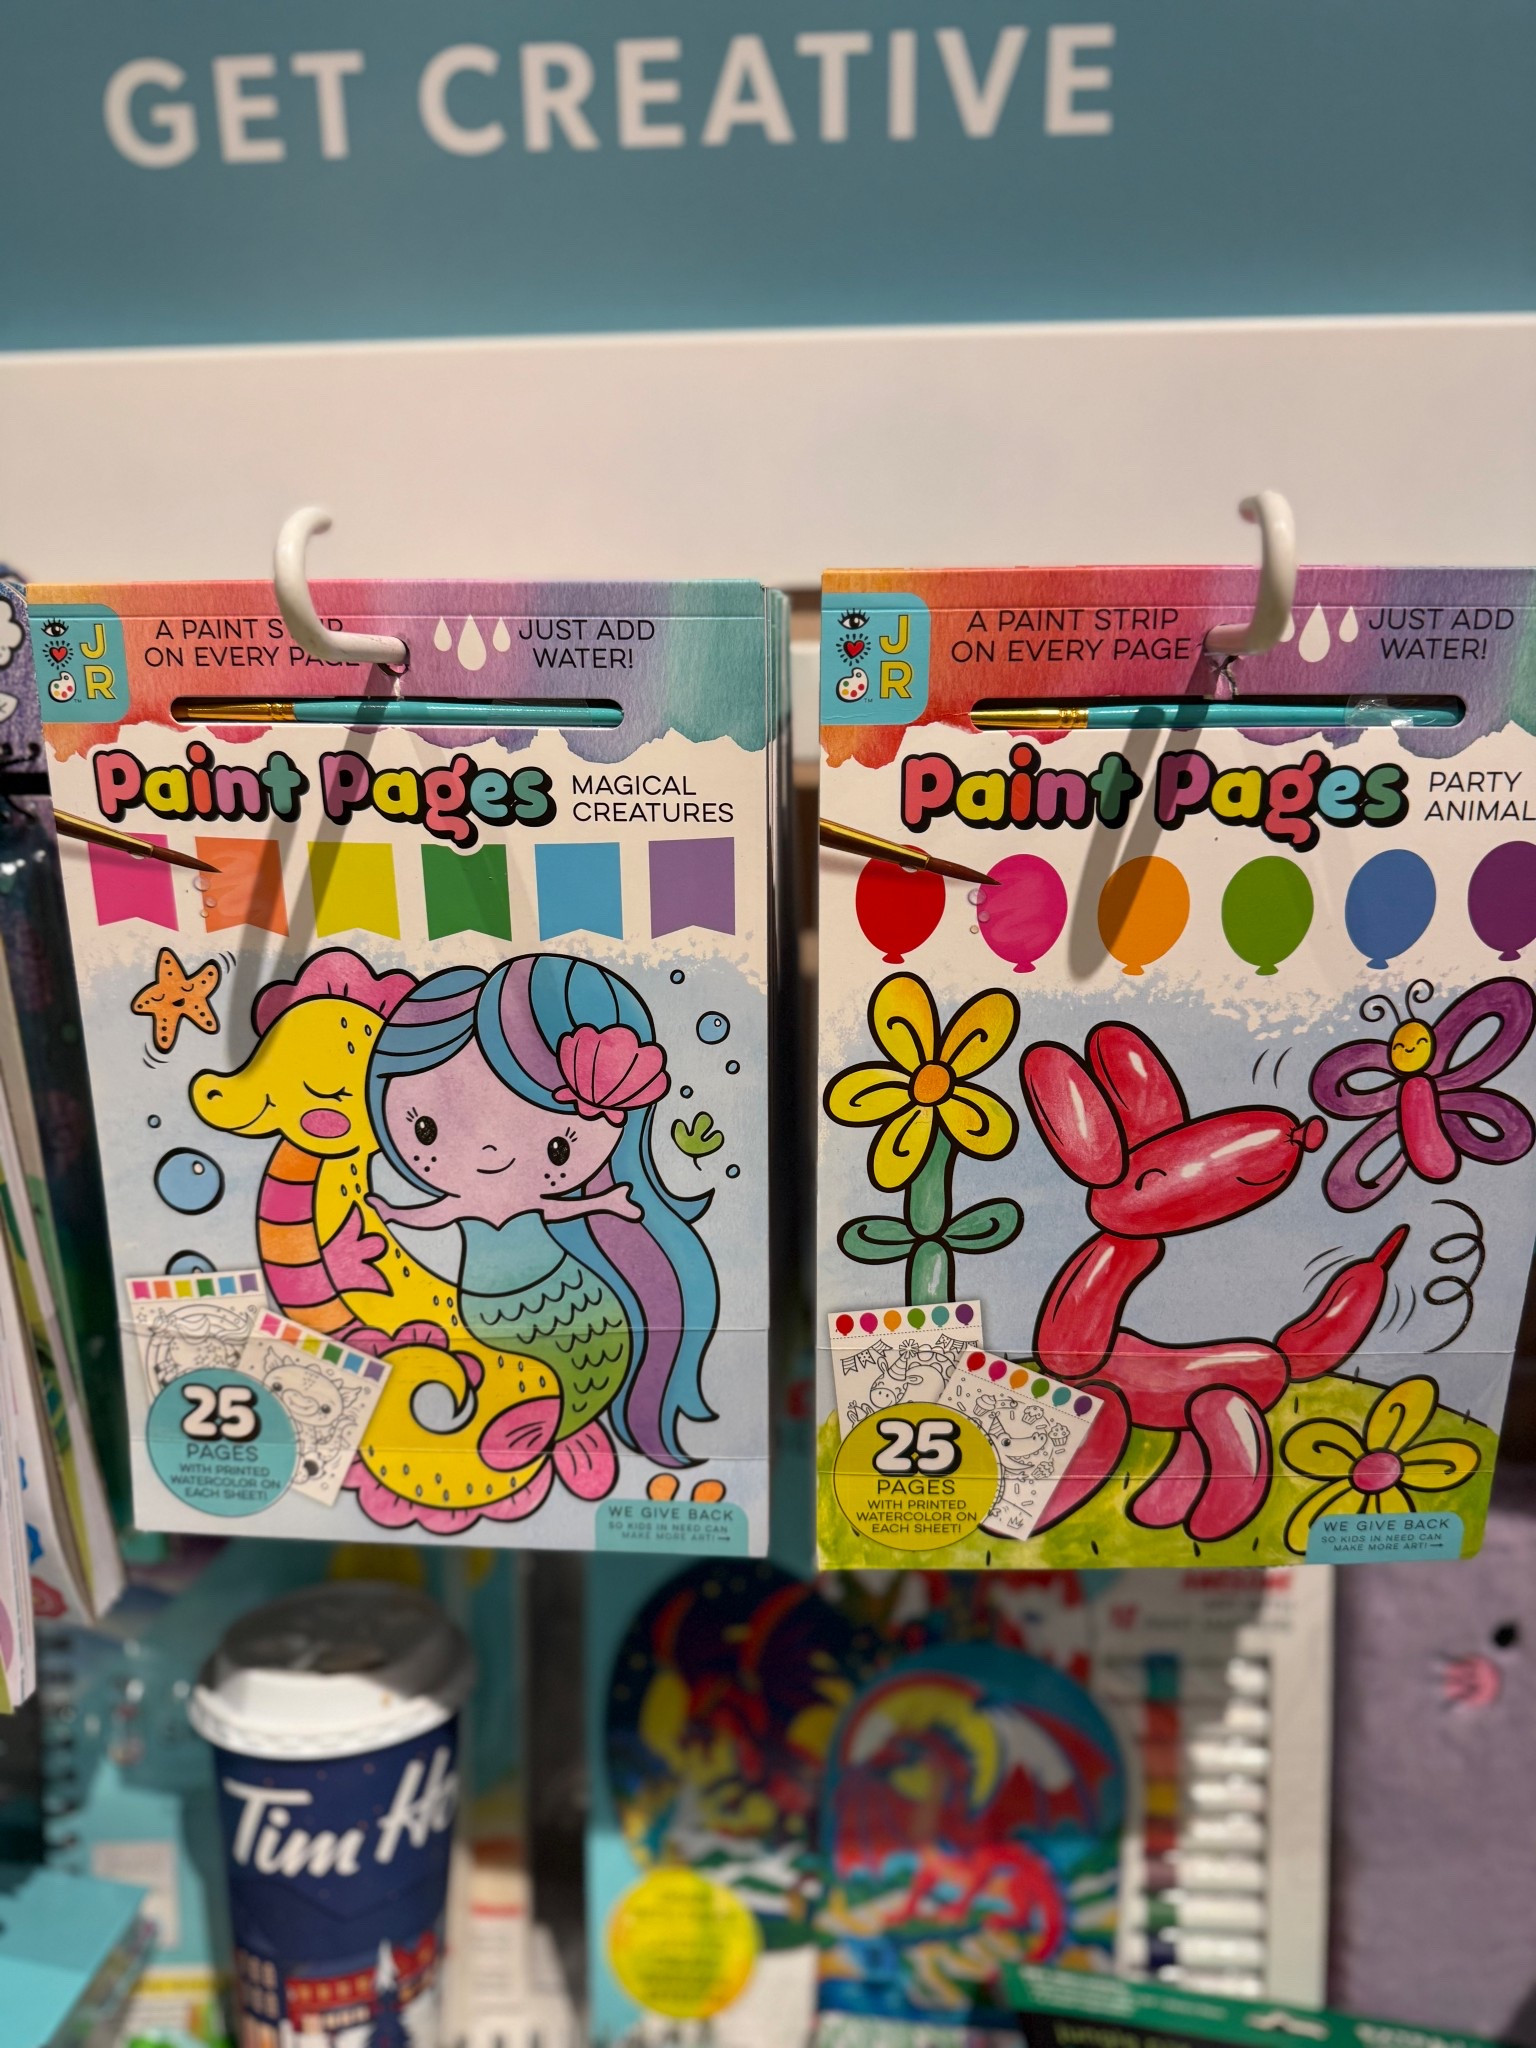 GET CREATIVE
JR
A PAINT STRIP
ON EVERY PAGE
JUST ADD
WATER!
Paint Pages
MAGICAL
CREATURES
25
PAGES
WITH PRINTED
WATERCOLOR ON
EACH SHEET!
WE GIVE BACK
SO KIDS IN NEED CAN
MAKE MORE ART!
JR
A PAINT STRIP
ON EVERY PAGE
JUST ADD
WATER!
Paint Pages
PARTY
ANIMAL
25
PAGES
WITH PRINTED
WATERCOLOR ON
EACH SHEET!
WE GIVE BACK
SO KIDS IN NEED CAN
MAKE MORE ART!
Tim Ho